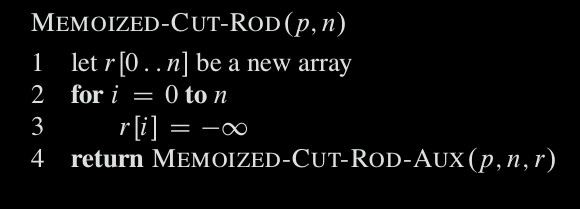 MEMOIZED-CUT-ROD(p, n)
1 let r[0 . . n] be a new array
2 for i = 0 to n
3 r[i] = −∞
4 return MEMOIZED-CUT-ROD-AUX(p, n, r)